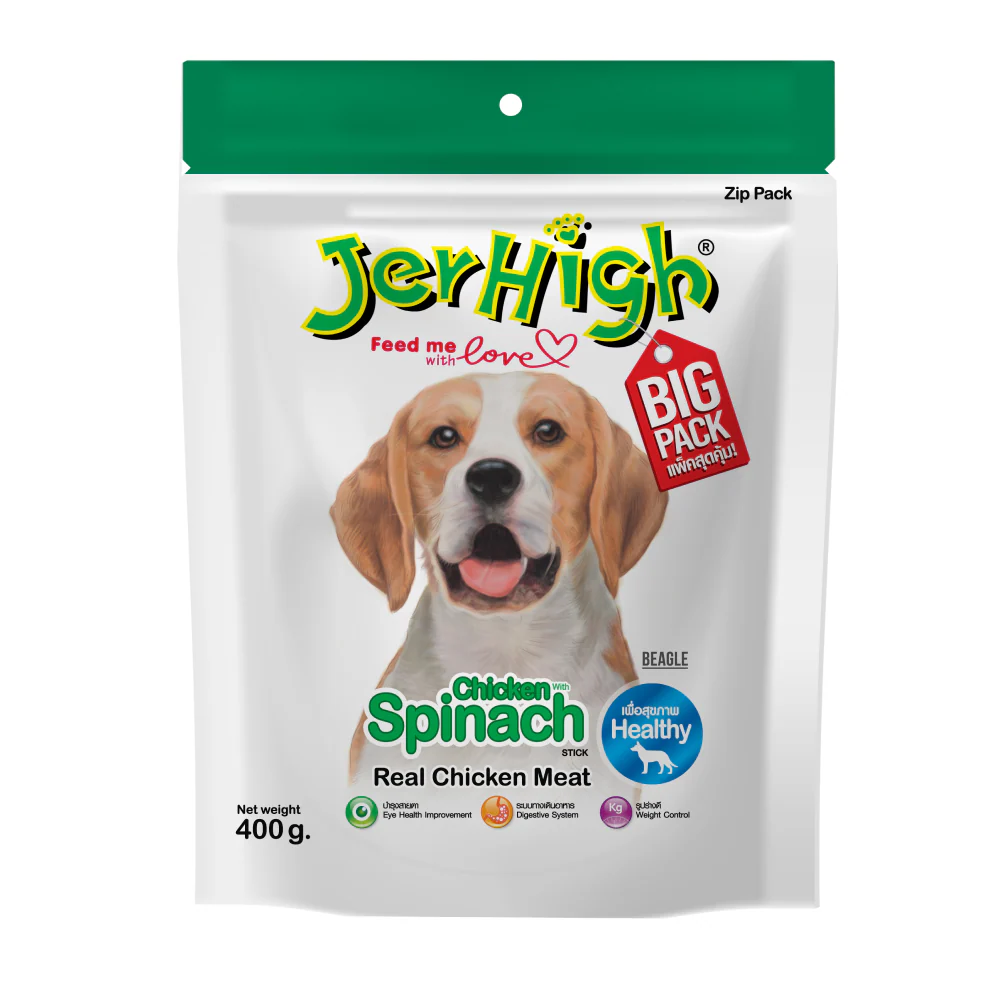 Zip Pack
JerHigh®
Feed me
with love
BIG
PACK
แพ็คสุดคุ้ม!
BEAGLE
Chicken With
Spinach
STICK
Real Chicken Meat
เพื่อสุขภาพ
Healthy
Net weight
400 g.
บำรุงสายตา
Eye Health Improvement
ระบบทางเดินอาหาร
Digestive System
Kg
รูปร่างดี
Weight Control